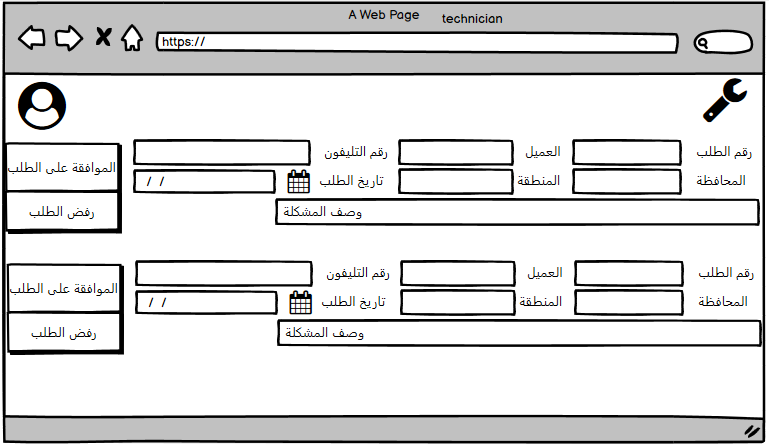 A Web Page technician
https://
رقم الطلب العميل رقم التليفون الموافقة على الطلب
المحافظة المنطقة تاريخ الطلب / /
وصف المشكلة رفض الطلب
رقم الطلب العميل رقم التليفون الموافقة على الطلب
المحافظة المنطقة تاريخ الطلب / /
وصف المشكلة رفض الطلب